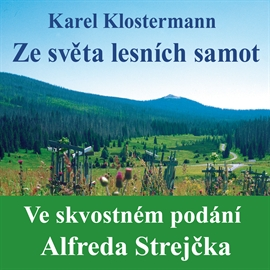 Karel Klostermann
Ze světa lesních samot
Ve skvostném podání
Alfreda Strejčka